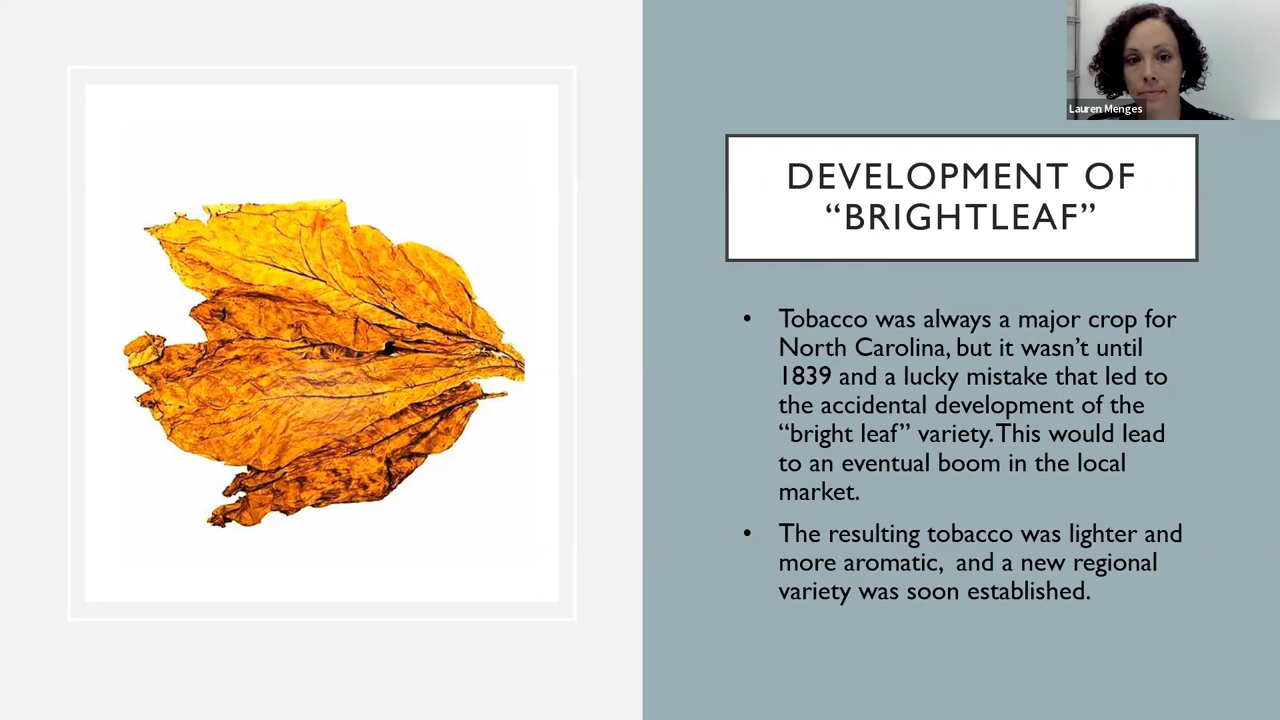 Lauren Menges
DEVELOPMENT OF
“BRIGHTLEAF”
• Tobacco was always a major crop for
North Carolina, but it wasn’t until
1839 and a lucky mistake that led to
the accidental development of the
“bright leaf” variety. This would lead
to an eventual boom in the local
market.
• The resulting tobacco was lighter and
more aromatic,  and a new regional
variety was soon established.